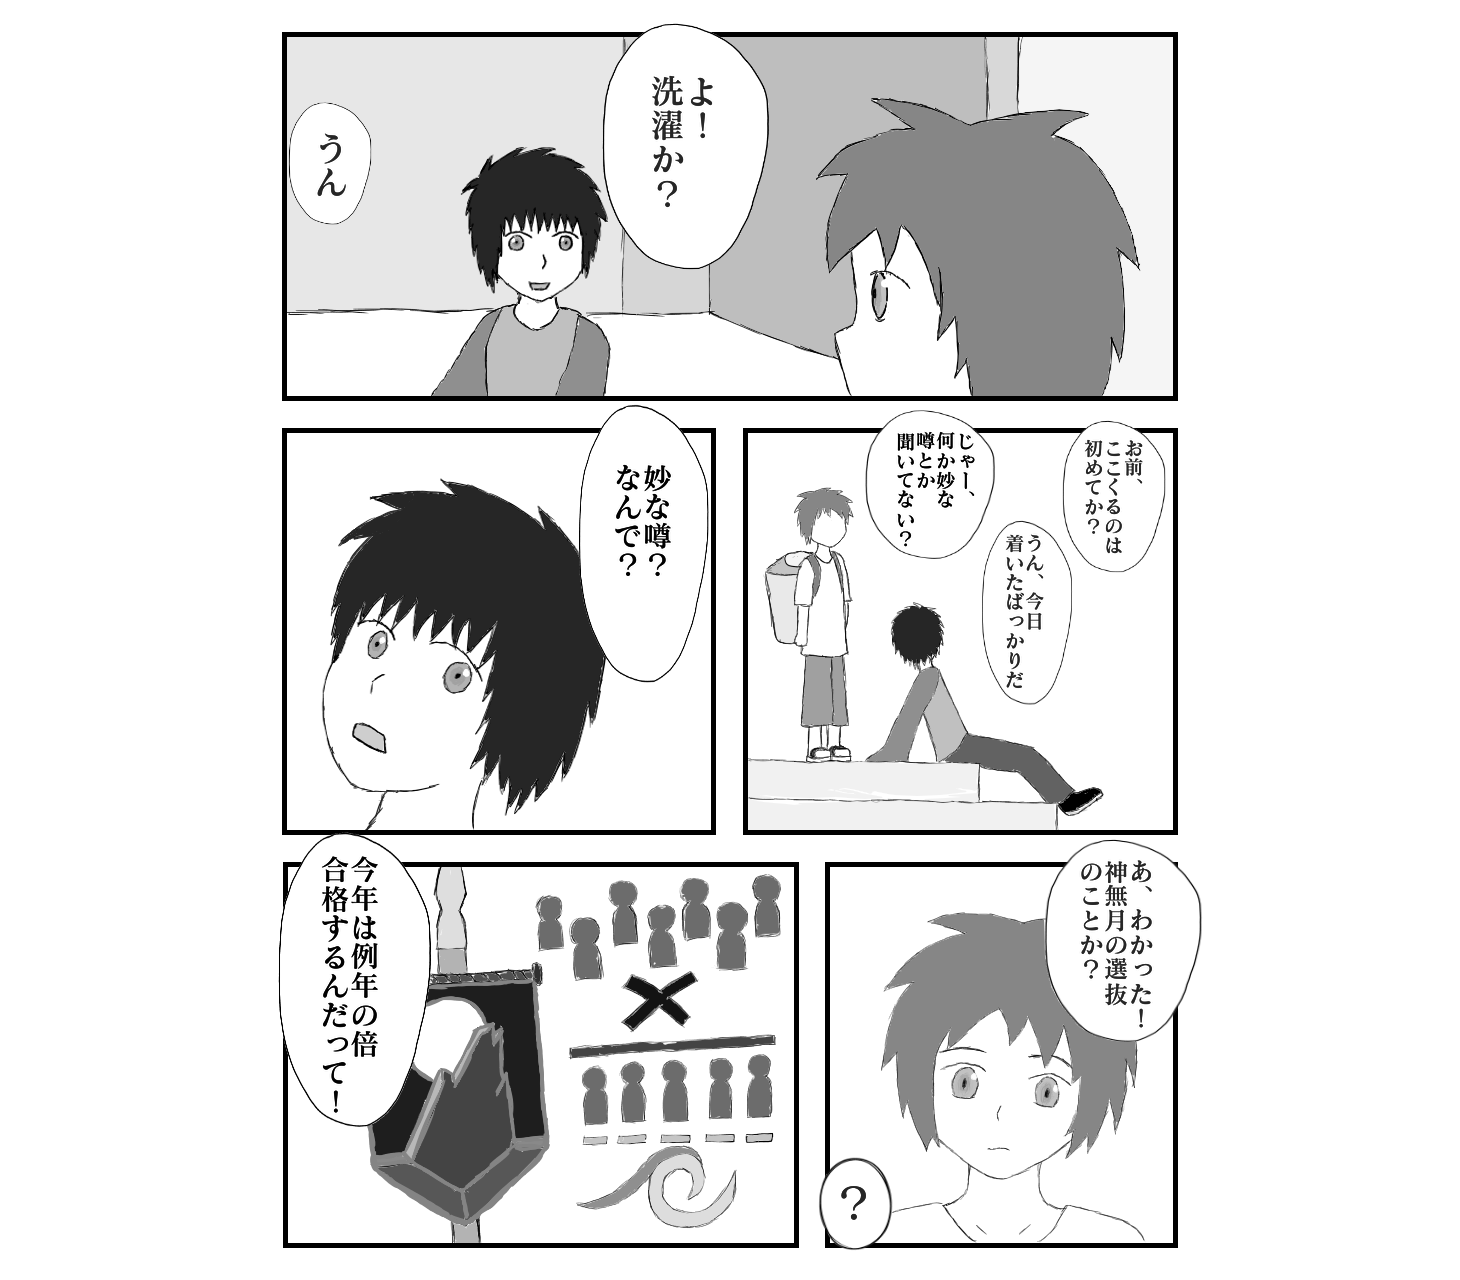 よ！
洗濯か？
うん
お前、
ここくるのは
初めてか？
うん、今日
着いたばっかりだ
じゃー、
何か妙な
噂とか
聞いてない？
妙な噂？
なんで？
あ、わかった！
神無月の選抜
のことか？
？
今年は例年の倍
合格するんだって！